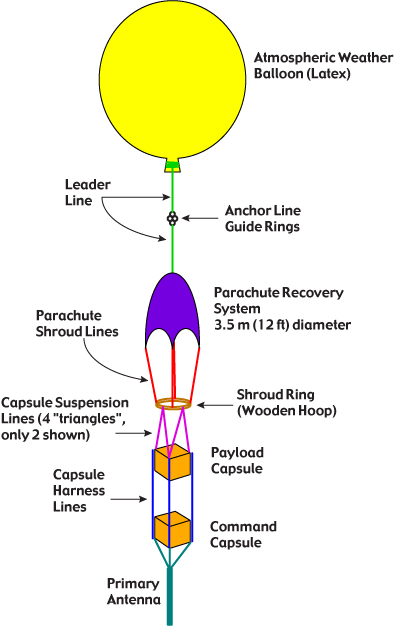 Atmospheric Weather
Balloon (Latex)
Leader
Line
Anchor Line
Guide Rings
Parachute Recovery
System
3.5 m (12 ft) diameter
Parachute
Shroud Lines
Shroud Ring
(Wooden Hoop)
Capsule Suspension
Lines (4 "triangles",
only 2 shown)
Payload
Capsule
Capsule
Harness
Lines
Command
Capsule
Primary
Antenna